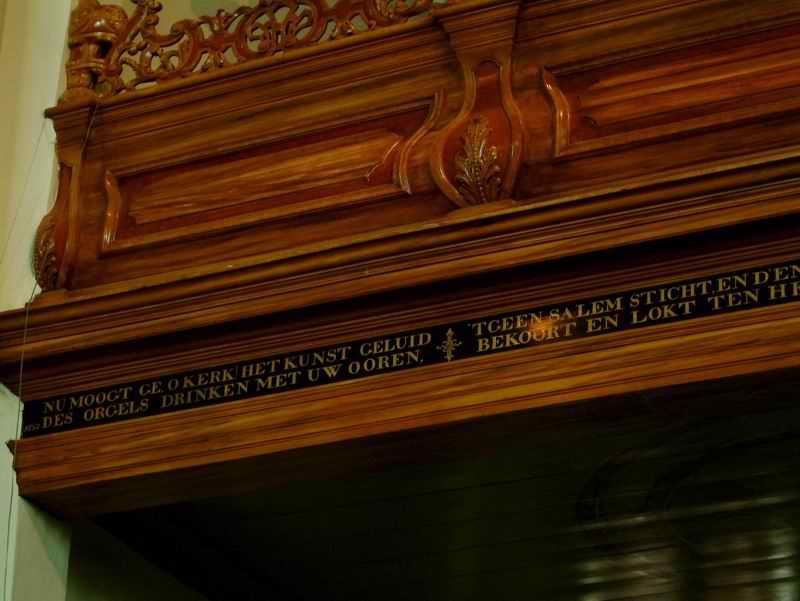 NU MOOGT GE, O KERK! HET KUNST GELUID
DES ORGELS DRINKEN MET UW OOREN,
'TGEEN SALEM STICHT, EN D'EN
BEKOORT EN LOKT TEN HE